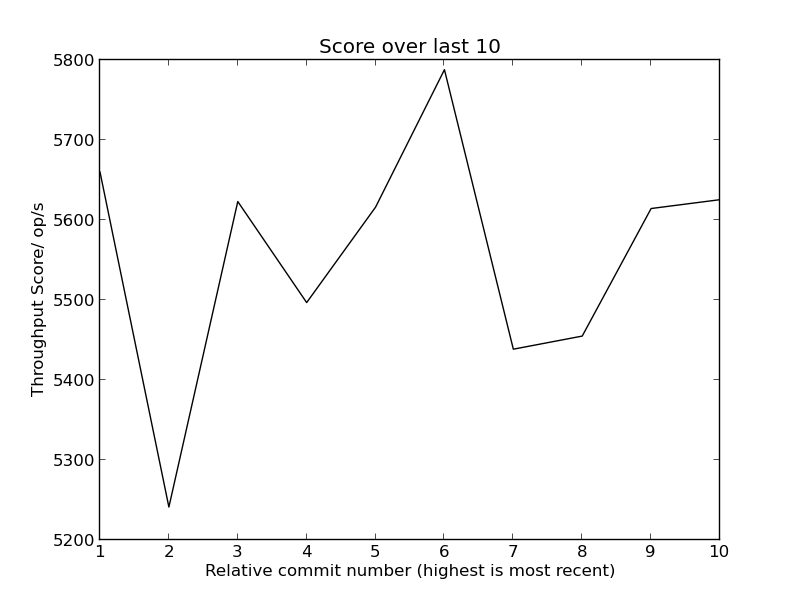 Score over last 10
Throughput Score/ op/s
5800
5700
5600
5500
5400
5300
5200
1 2 3 4 5 6 7 8 9 10
Relative commit number (highest is most recent)